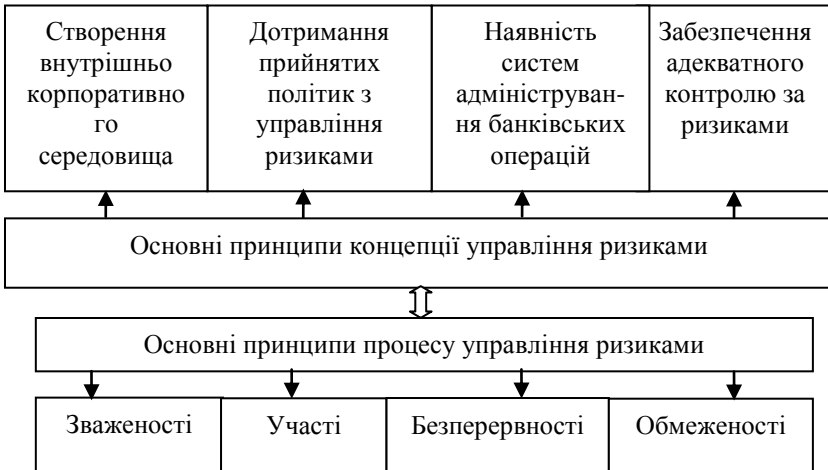 Створення
внутрішньо
корпоративно
го
середовища
Дотримання
прийнятих
політик з
управління
ризиками
Наявність
систем
адмініструван-
ня банківських
операцій
Забезпечення
адекватного
контролю за
ризиками
Основні принципи концепції управління ризиками
Основні принципи процесу управління ризиками
Зваженості
Участі
Безперервності
Обмеженості